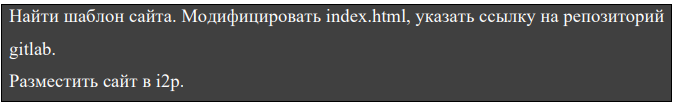 Найти шаблон сайта. Модифицировать index.html, указать ссылку на репозиторий
gitlab.
Разместить сайт в i2p.